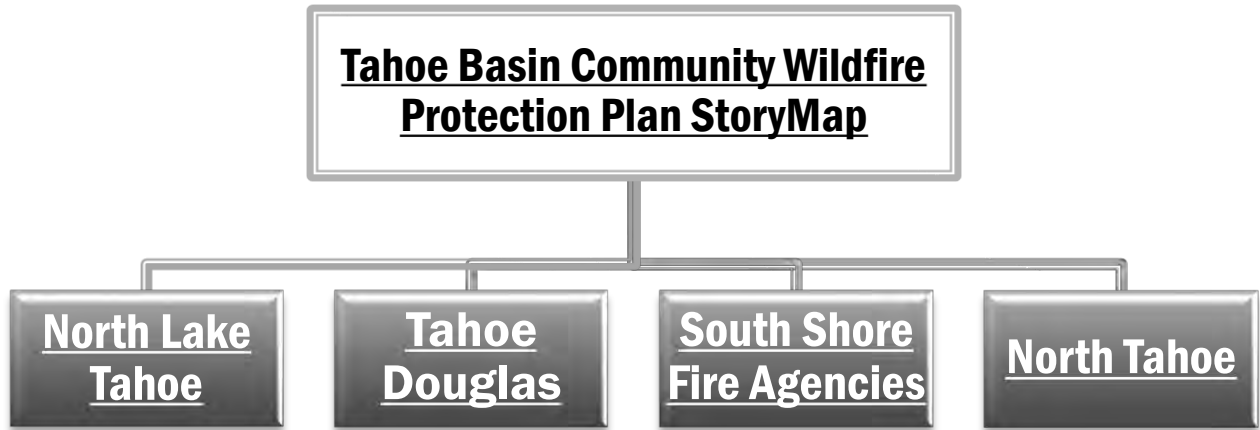 Tahoe Basin Community Wildfire
Protection Plan StoryMap
North Lake
Tahoe
Tahoe
Douglas
South Shore
Fire Agencies
North Tahoe